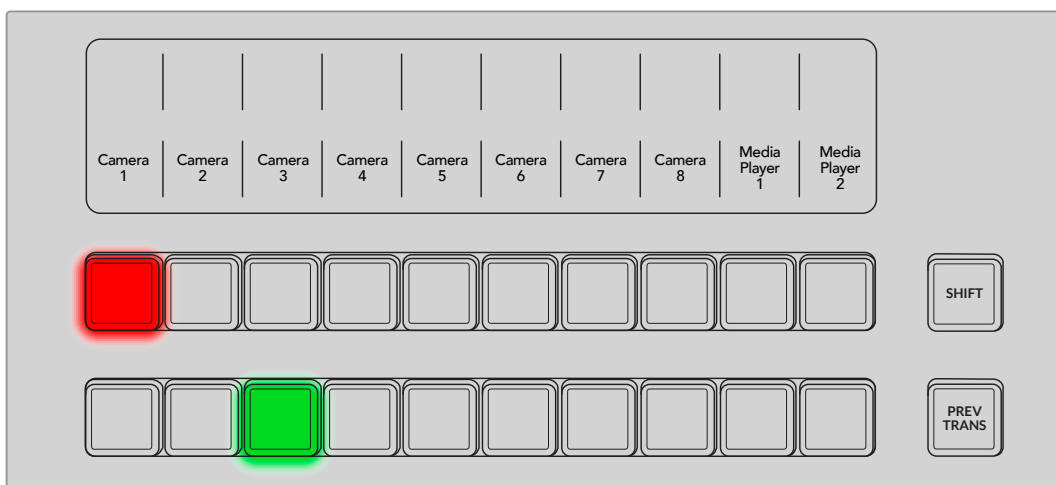 Camera
1
Camera
2
Camera
3
Camera
4
Camera
5
Camera
6
Camera
7
Camera
8
Media
Player
1
Media
Player
2
SHIFT
PREV
TRANS